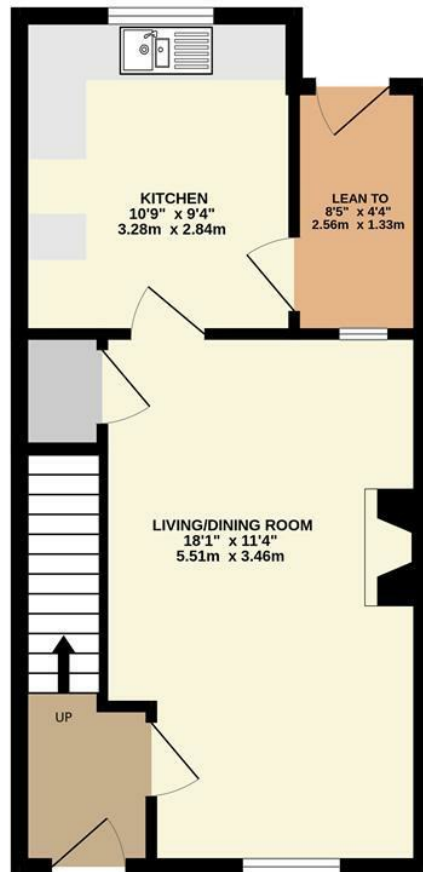 KITCHEN
10'9" x 9'4"
3.28m x 2.84m
LEAN TO
8'5" x 4'4"
2.56m x 1.33m
LIVING/DINING ROOM
18'1" x 11'4"
5.51m x 3.46m
UP